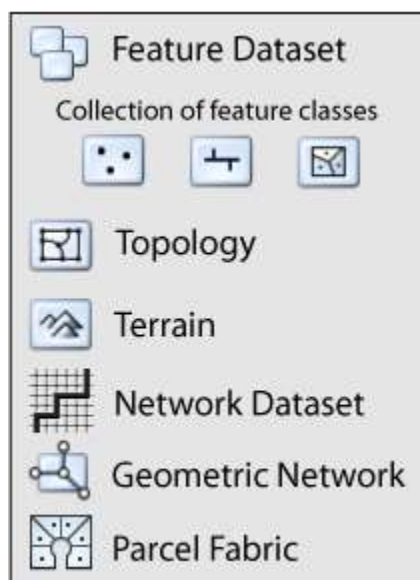 Feature Dataset
Collection of feature classes
Topology
Terrain
Network Dataset
Geometric Network
Parcel Fabric